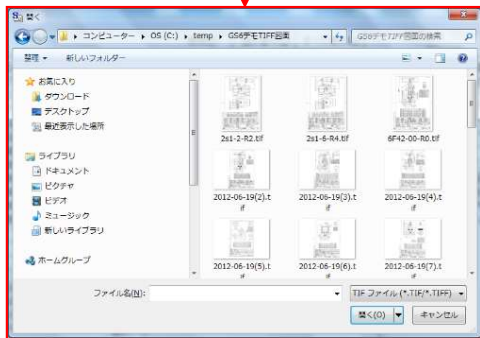 開く
コンピューター ▸ OS (C:) ▸ temp ▸ GS6デモTIFF図面
GS6デモTIFF図面の検索
整理 ▾ 新しいフォルダー
お気に入り
ダウンロード
デスクトップ
最近表示した場所
ライブラリ
ドキュメント
ピクチャ
ビデオ
ミュージック
新しいライブラリ
ホームグループ
2s1-2-R2.tif
2s1-6-R4.tif
6F42-00-R0.tif
2012-06-19(2).t
if
2012-06-19(3).t
if
2012-06-19(4).t
if
2012-06-19(5).t
if
2012-06-19(6).t
if
2012-06-19(7).t
if
ファイル名(N):
TIF ファイル (*.TIF/*.TIFF)
開く(O)
キャンセル